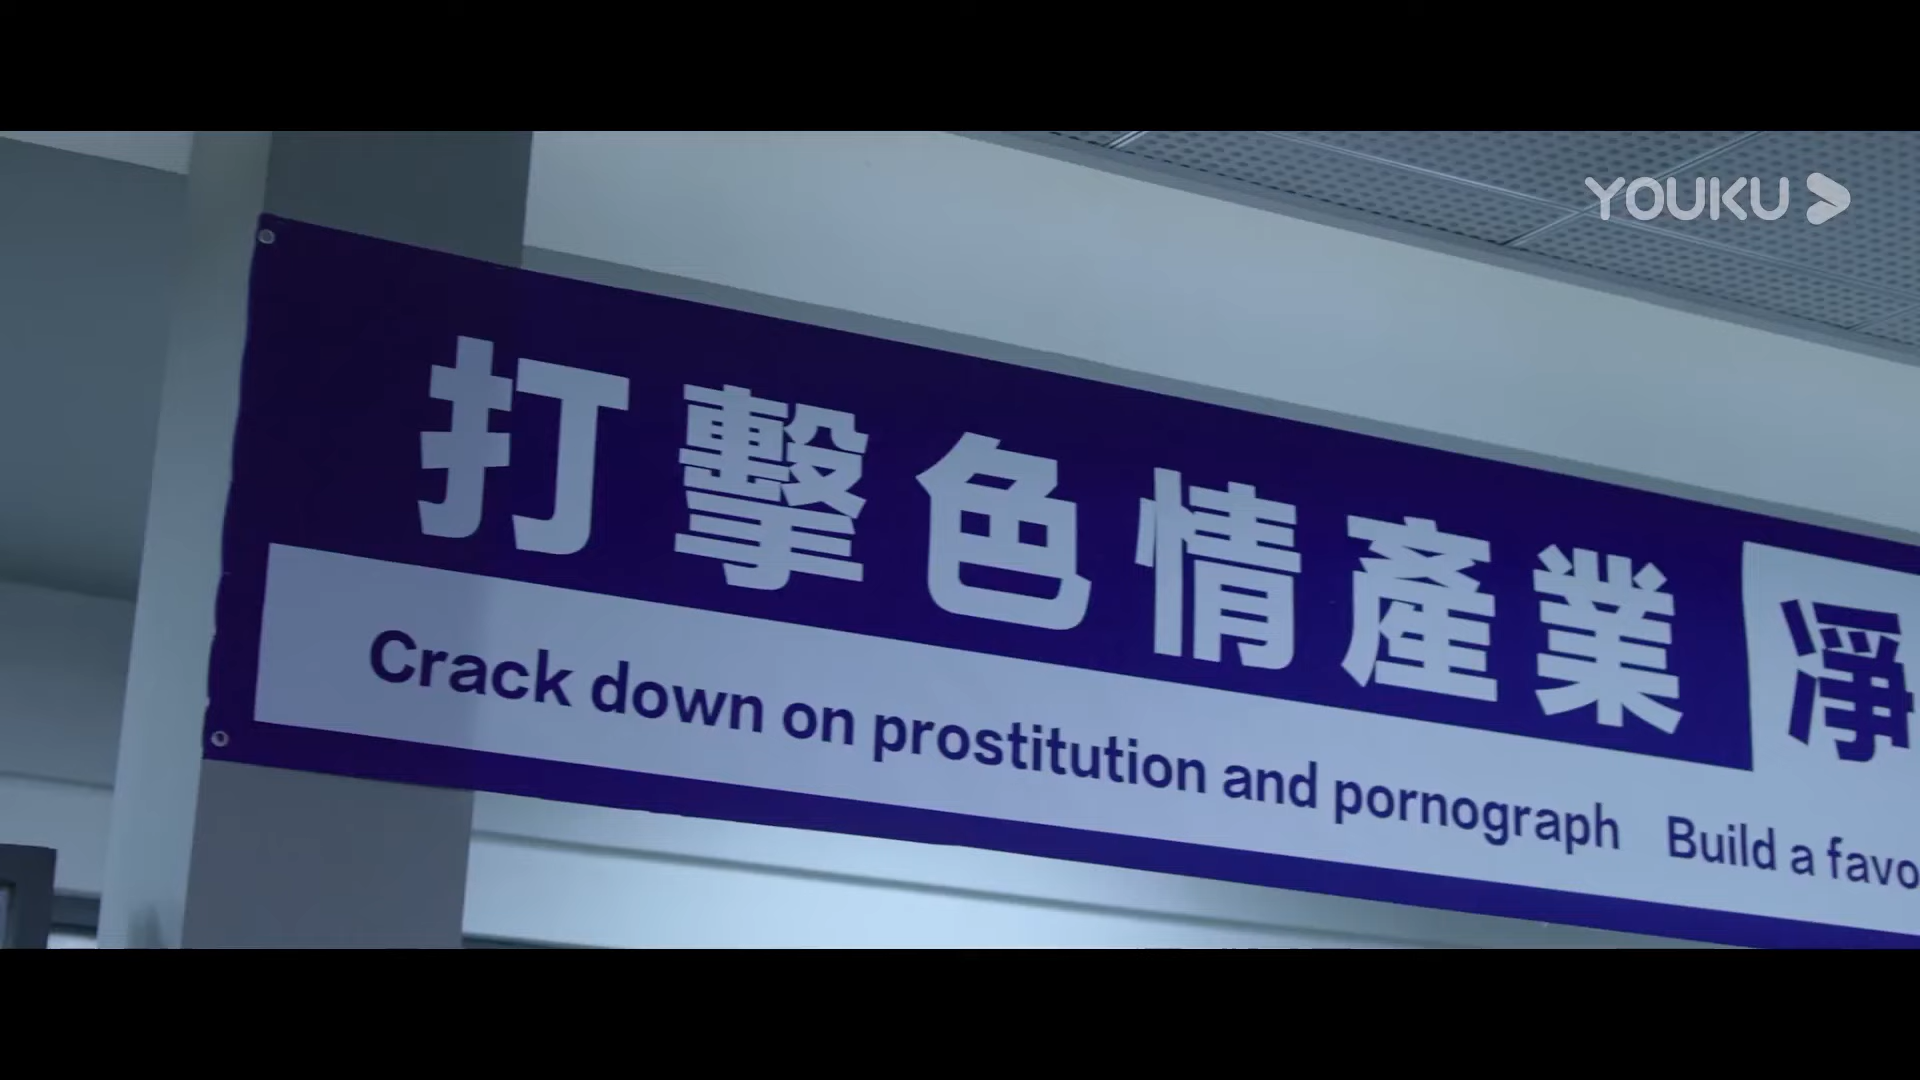 YOUKU
打擊色情產業 淨
Crack down on prostitution and pornograph Build a favo